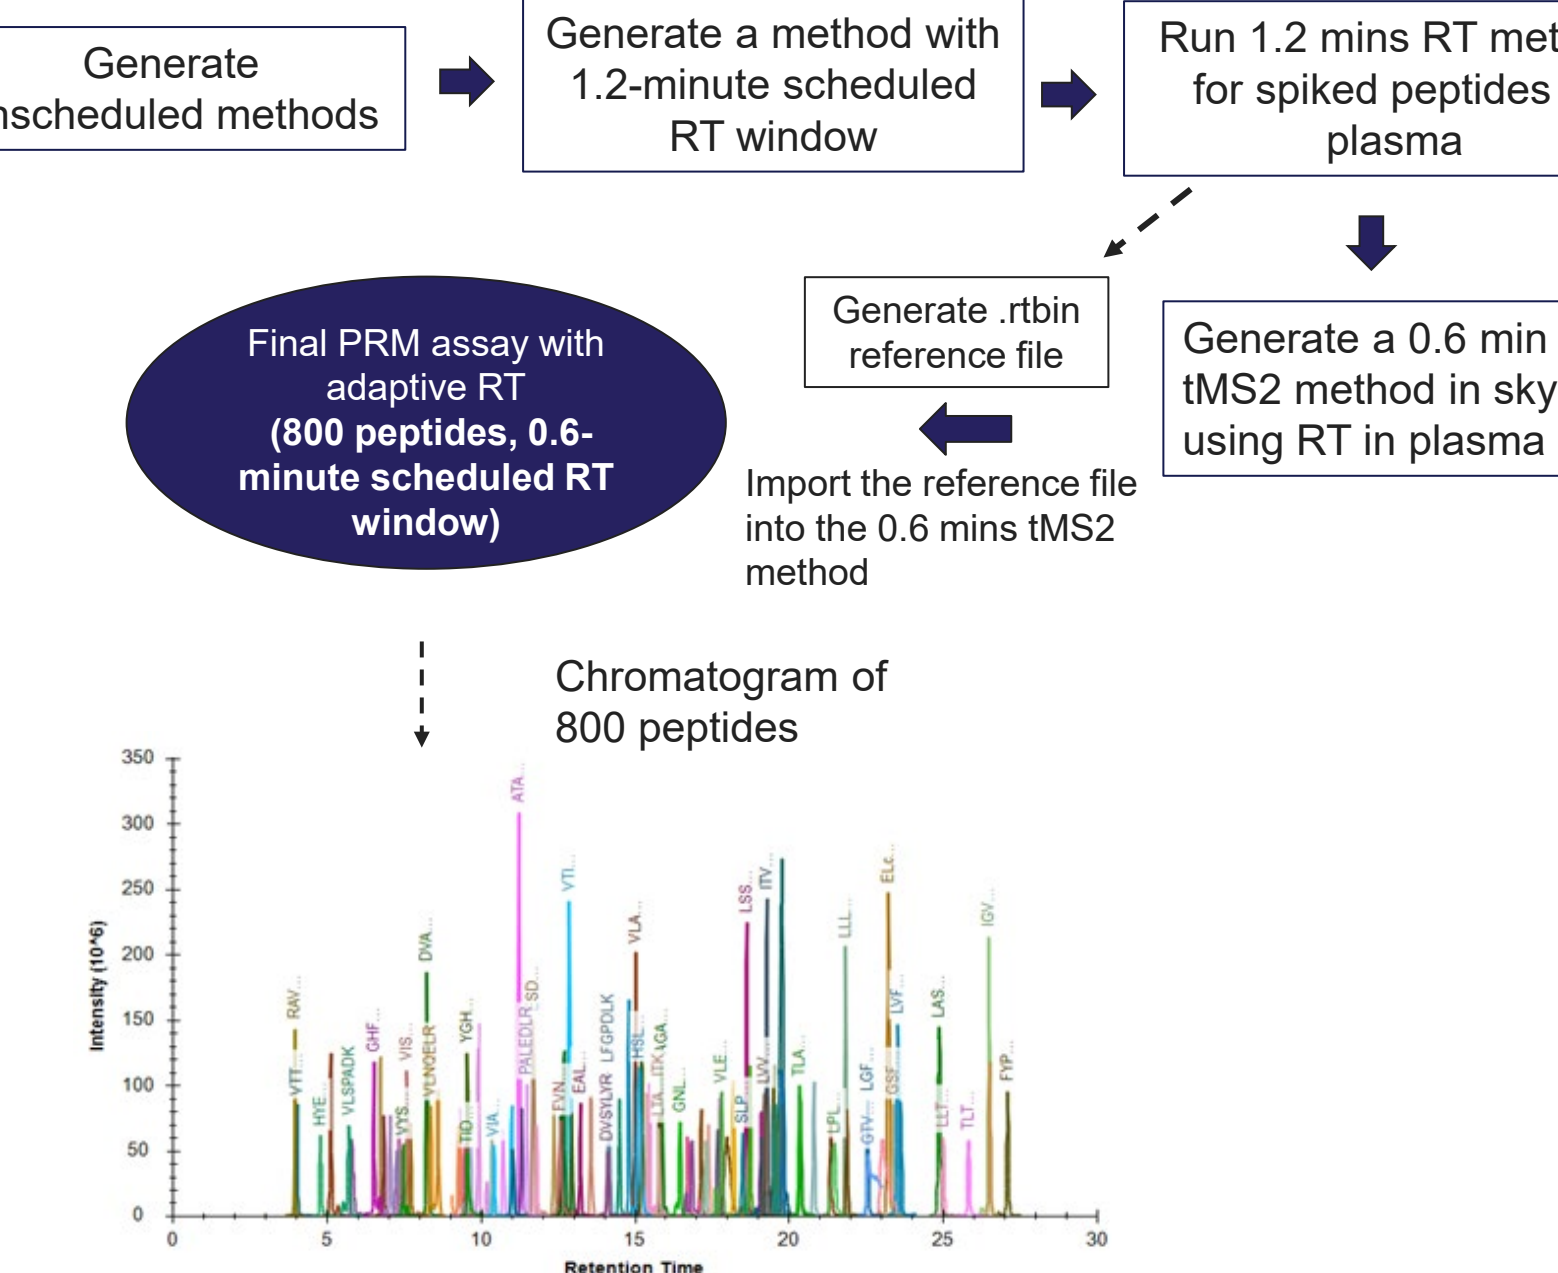 Generate
nscheduled methods
Generate a method with
1.2-minute scheduled
RT window
Run 1.2 mins RT met
for spiked peptides
plasma
Generate .rtbin
reference file
Generate a 0.6 min
tMS2 method in sky
using RT in plasma
Import the reference file
into the 0.6 mins tMS2
method
Final PRM assay with
adaptive RT
(800 peptides, 0.6-
minute scheduled RT
window)
Chromatogram of
800 peptides
Intensity (10^6)
350
300
250
200
150
100
50
0
RAV...
VTT...
HYE...
VLSPADK
GHF...
VYS...
VIS...
DVA...
VLNQELR
YGH...
TID...
VIA...
ATA...
PALEDLR
SD...
FVN...
VTI...
EAL...
DVSYLYR
LFGPDLK
VLA...
HSL...
LTA...
ITK
AGA...
GNL...
VLE...
SLP
LSS...
LVV...
ITV...
TLA...
LPL...
LLL...
GTV...
LGF...
ELc...
GSF...
LVF...
LAS...
LLT...
TLT...
IGV...
FYP...
0 5 10 15 20 25 30
Retention Time